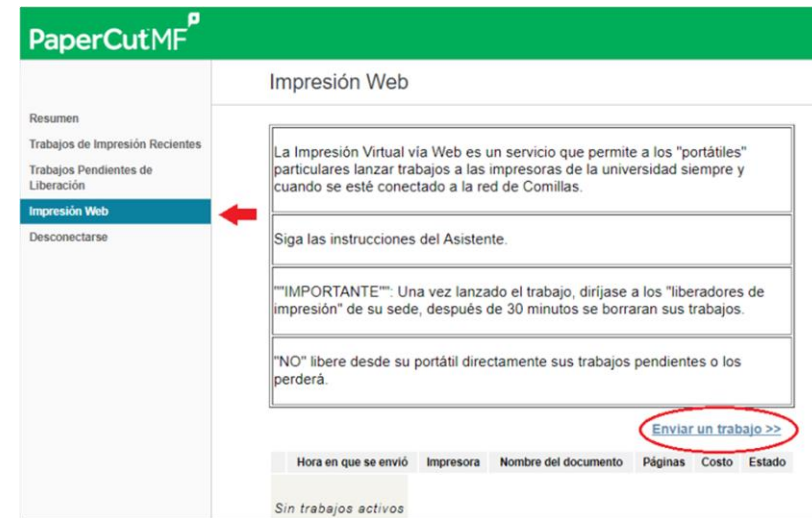 PaperCutMF
Impresión Web
Resumen
Trabajos de Impresión Recientes
Trabajos Pendientes de
Liberación
Impresión Web
Desconectarse
La Impresión Virtual vía Web es un servicio que permite a los "portátiles"
particulares lanzar trabajos a las impresoras de la universidad siempre y
cuando se esté conectado a la red de Comillas.
Siga las instrucciones del Asistente.
""IMPORTANTE"": Una vez lanzado el trabajo, diríjase a los "liberadores de
impresión" de su sede, después de 30 minutos se borraran sus trabajos.
"NO" libere desde su portátil directamente sus trabajos pendientes o los
perderá.
Enviar un trabajo >>
Hora en que se envió Impresora Nombre del documento Páginas Costo Estado
Sin trabajos activos